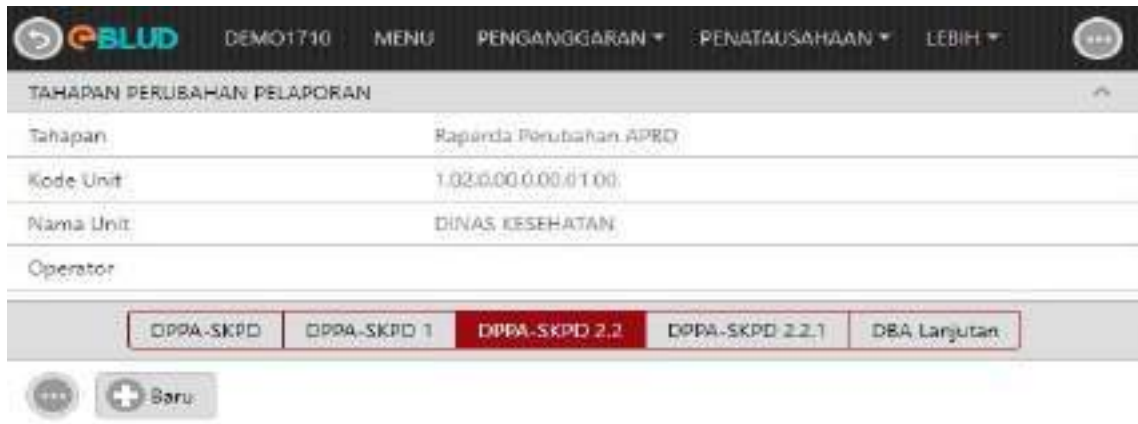 eBLUD DEMO1710 MENU PENGANGGARAN PENATAUSAHAAN LEBIH
TAHAPAN PERUBAHAN PELAPORAN
Tahapan Raperda Perubahan APBD
Kode Unit 1.02.0.00.0.00.01.00.
Nama Unit DINAS KESEHATAN
Operator
DPPA-SKPD DPPA-SKPD 1 DPPA-SKPD 2.2 DPPA-SKPD 2.2.1 DBA Lanjutan
Baru